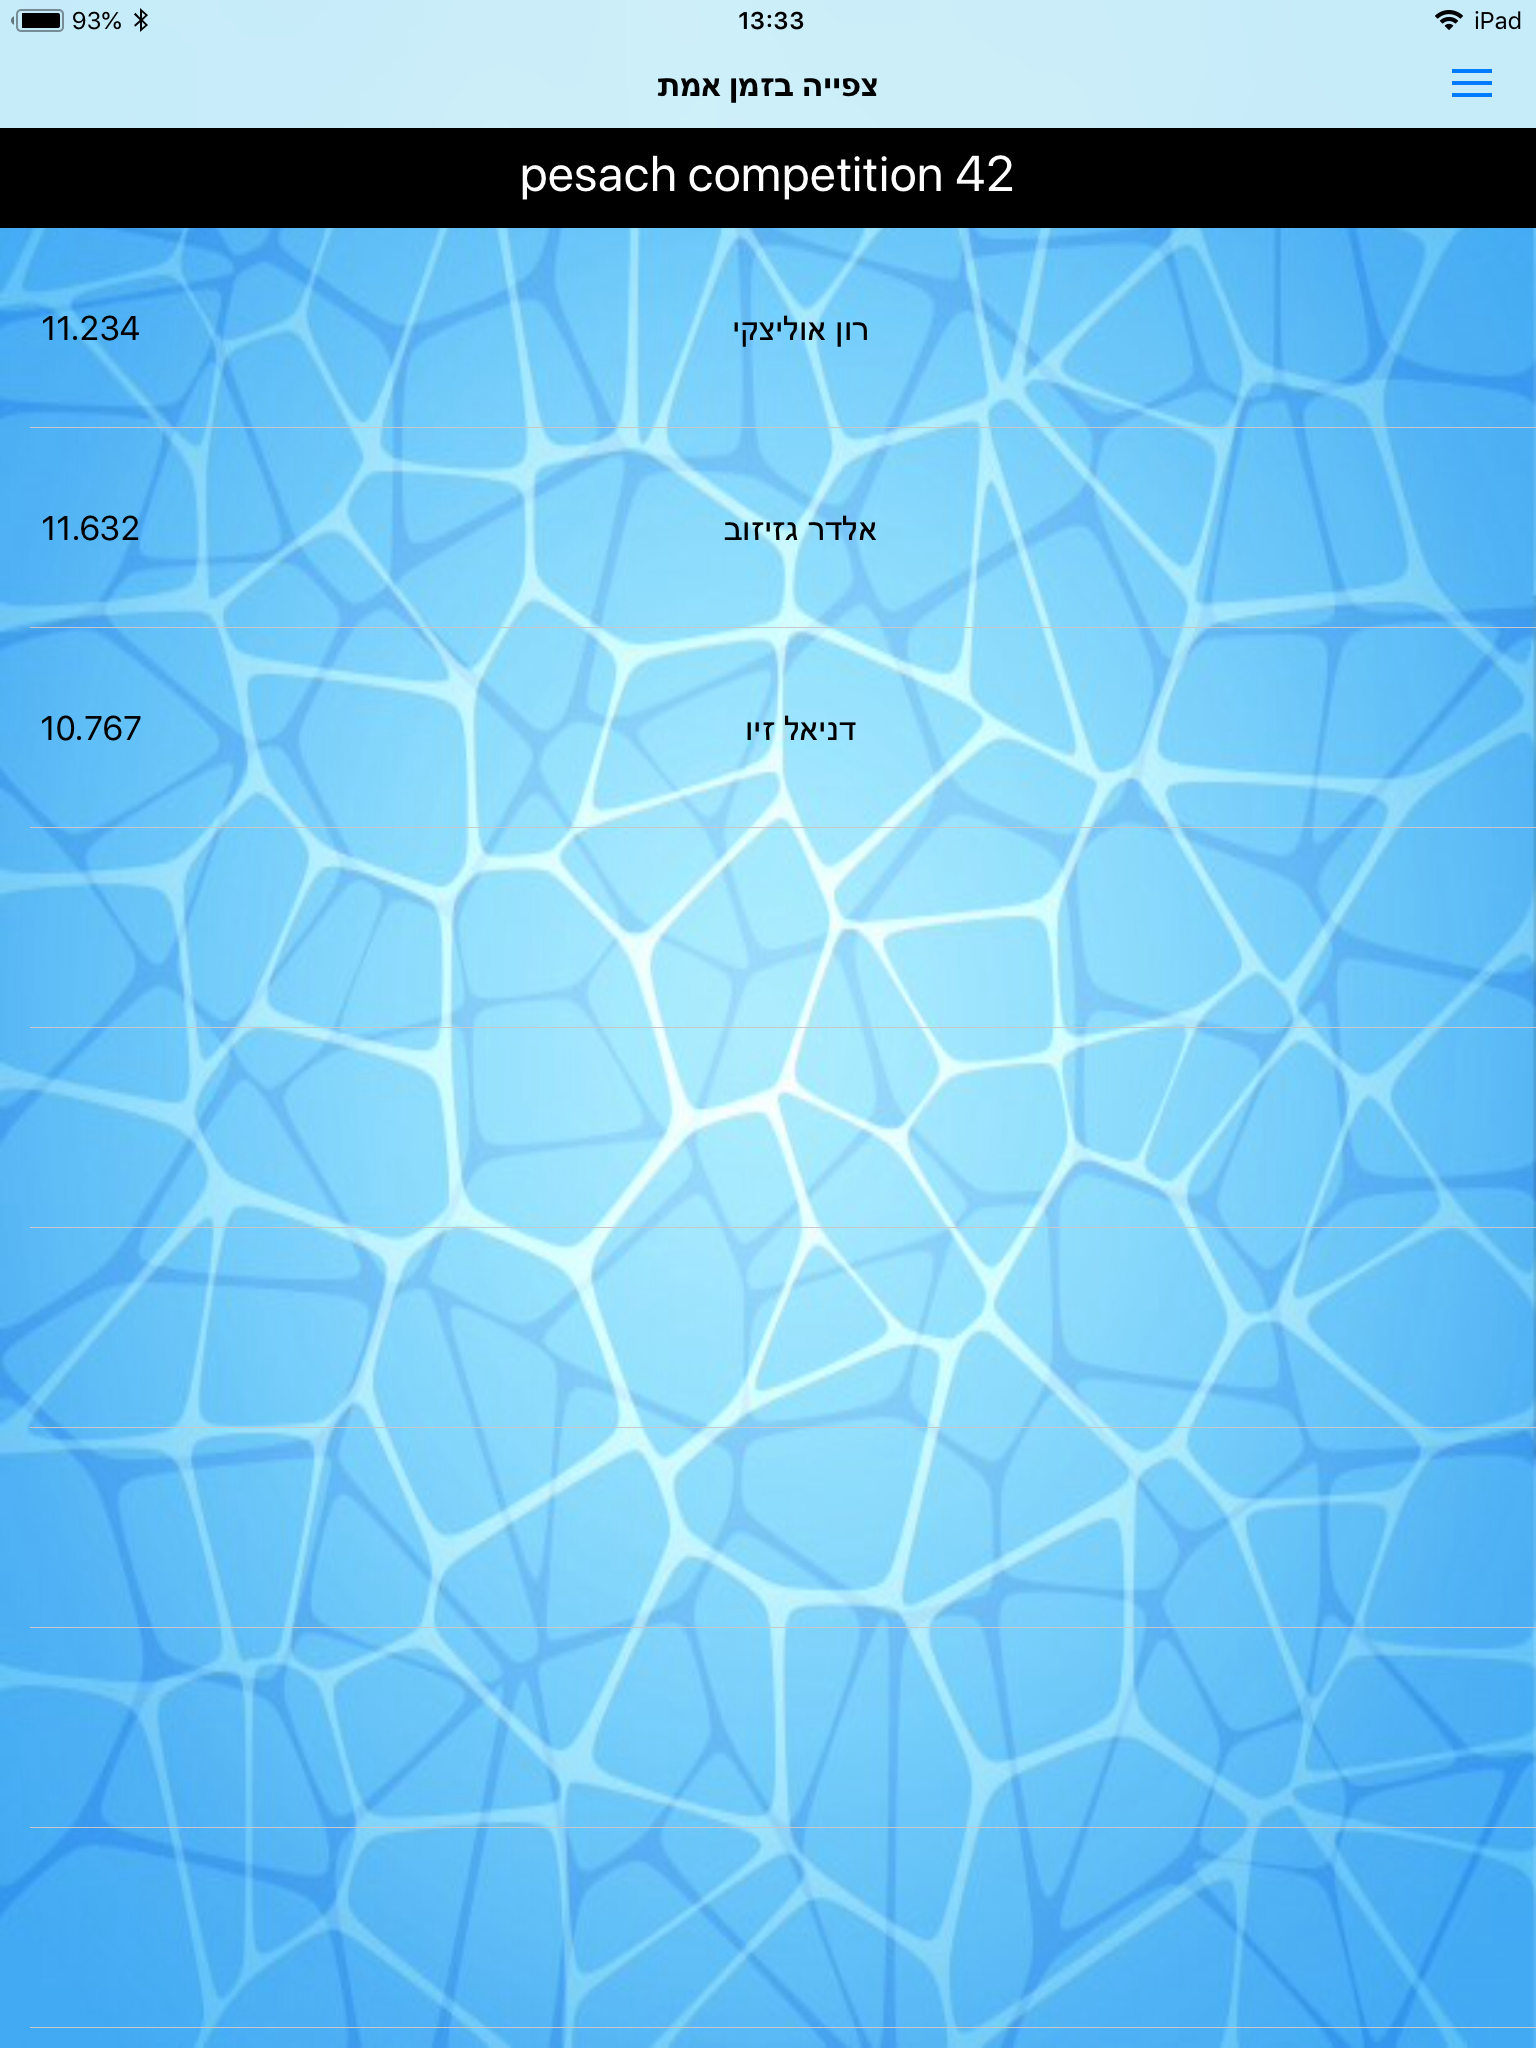 93% 13:33 iPad
צפייה בזמן אמת
pesach competition 42
11.234 רון אוליצקי
11.632 אלדר גזיזוב
10.767 דניאל זיו